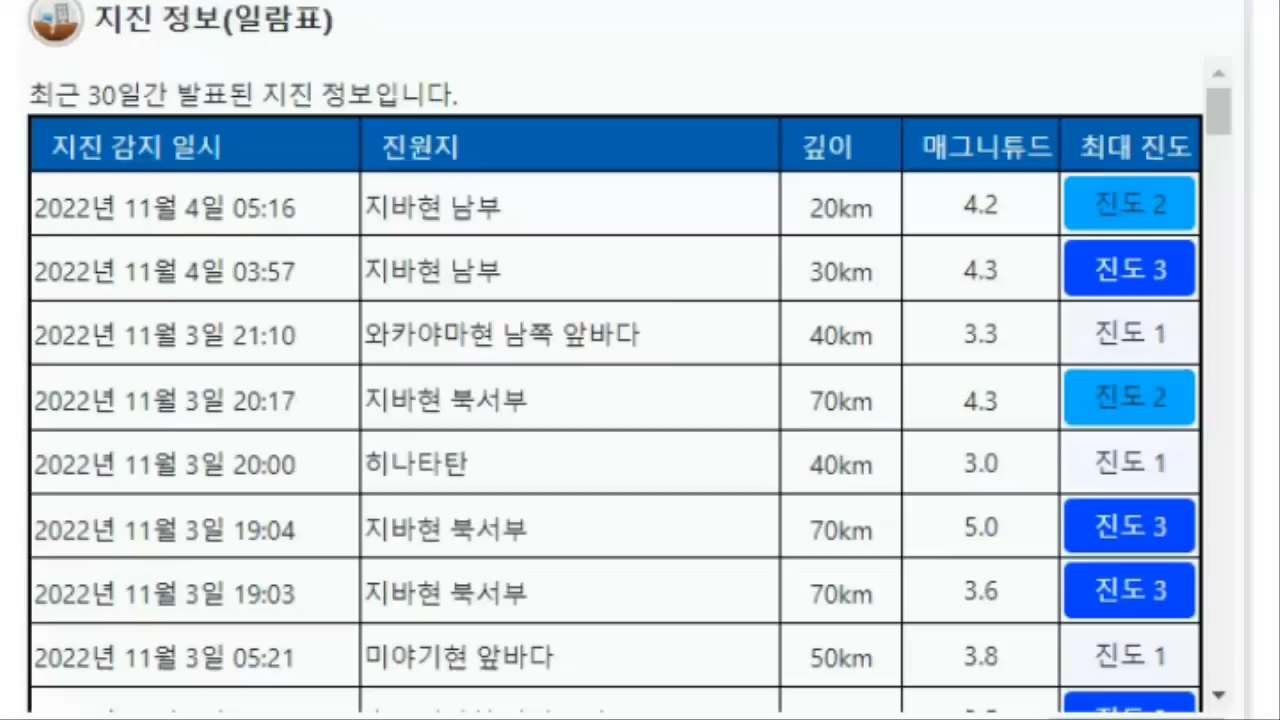 지진 정보(일람표)
최근 30일간 발표된 지진 정보입니다.
지진 감지 일시 진원지 깊이 매그니튜드 최대 진도
2022년 11월 4일 05:16 지바현 남부 20km 4.2 진도 2
2022년 11월 4일 03:57 지바현 남부 30km 4.3 진도 3
2022년 11월 3일 21:10 와카야마현 남쪽 앞바다 40km 3.3 진도 1
2022년 11월 3일 20:17 지바현 북서부 70km 4.3 진도 2
2022년 11월 3일 20:00 히나타탄 40km 3.0 진도 1
2022년 11월 3일 19:04 지바현 북서부 70km 5.0 진도 3
2022년 11월 3일 19:03 지바현 북서부 70km 3.6 진도 3
2022년 11월 3일 05:21 미야기현 앞바다 50km 3.8 진도 1